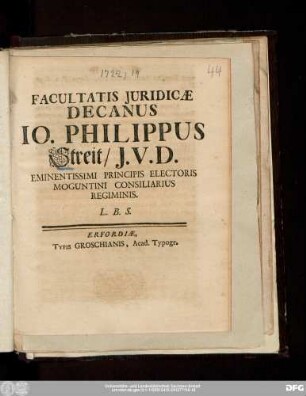 1722, 19
44
FACULTATIS JURIDICÆ
DECANUS
IO. PHILIPPUS
Streit/ J.V.D.
EMINENTISSIMI PRINCIPIS ELECTORIS
MOGUNTINI CONSILIARIUS
REGIMINIS.
L. B. S.
ERFORDIÆ,
Typis GROSCHIANIS, Acad. Typogr.
DFG